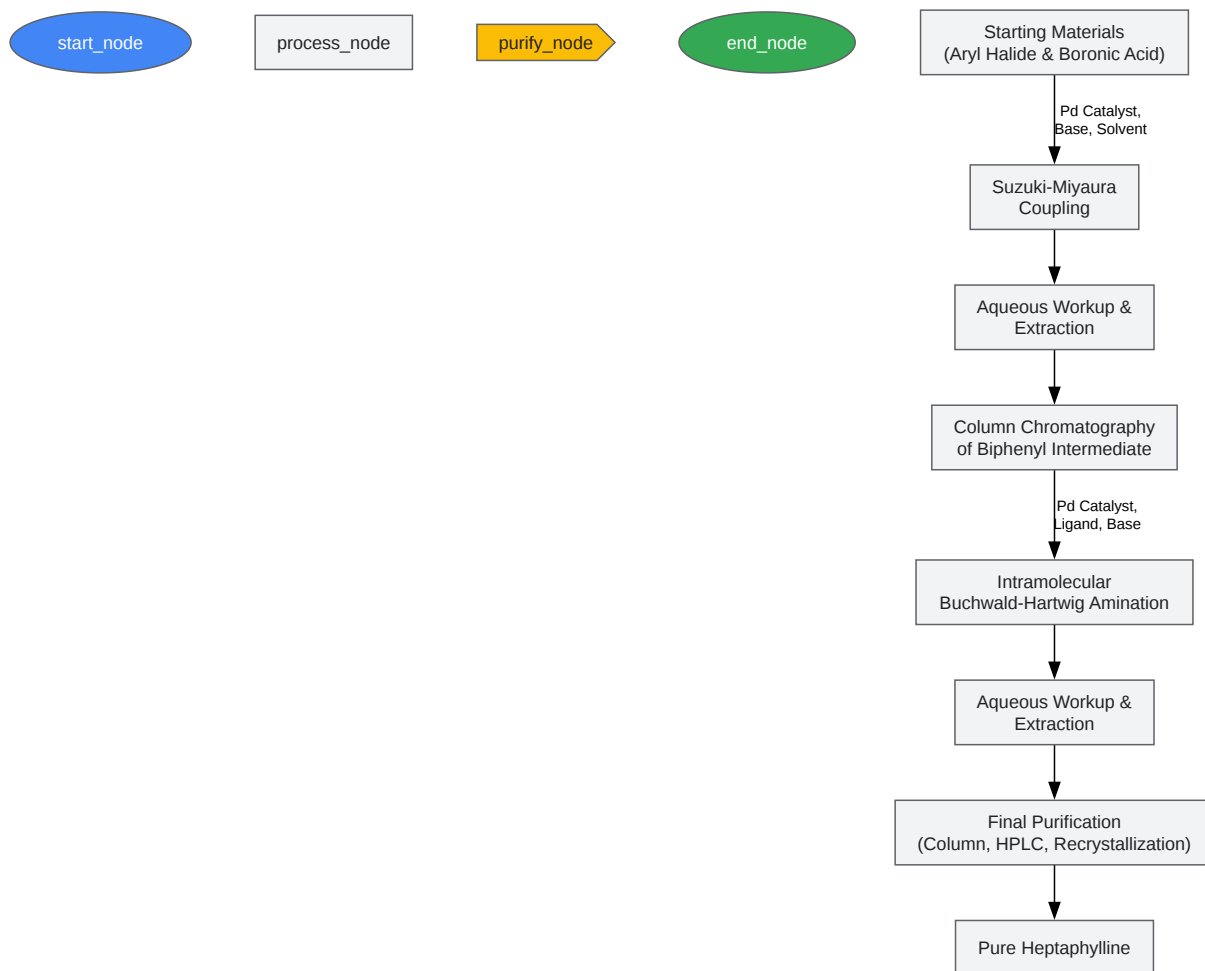 start_node
process_node
purify_node
end_node
Starting Materials
(Aryl Halide & Boronic Acid)
Pd Catalyst,
Base, Solvent
Suzuki-Miyaura
Coupling
Aqueous Workup &
Extraction
Column Chromatography
of Biphenyl Intermediate
Pd Catalyst,
Ligand, Base
Intramolecular
Buchwald-Hartwig Amination
Aqueous Workup &
Extraction
Final Purification
(Column, HPLC, Recrystallization)
Pure Heptaphylline